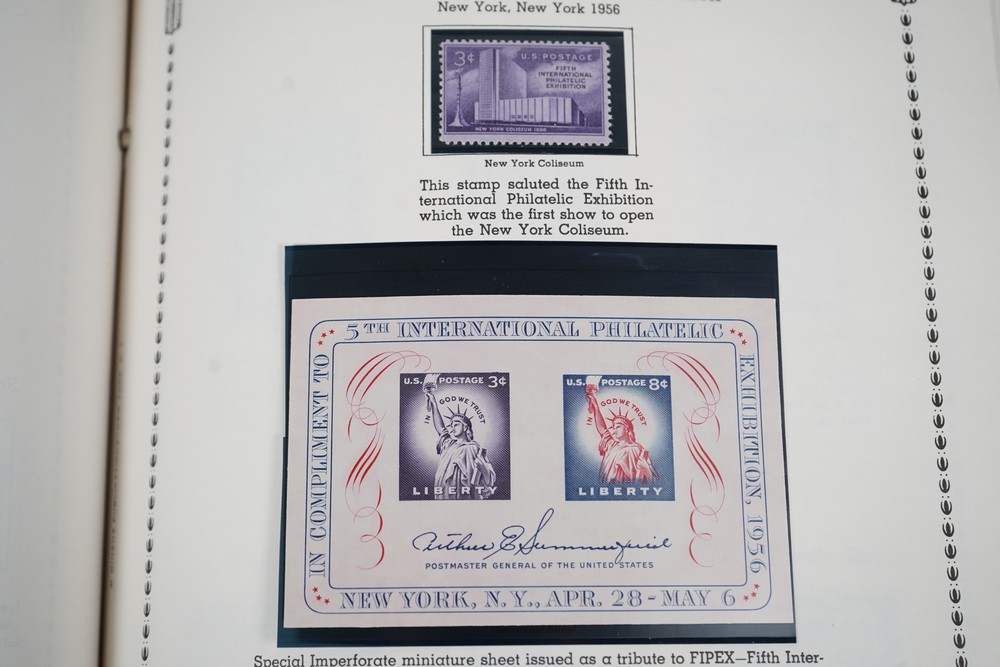 New York, New York 1956
3¢ U.S. POSTAGE
FIFTH
INTERNATIONAL
PHILATELIC
EXHIBITION
NEW YORK COLISEUM 1956
New York Coliseum
This stamp saluted the Fifth In-
ternational Philatelic Exhibition
which was the first show to open
the New York Coliseum.
5TH INTERNATIONAL PHILATELIC
EXHIBITION, 1956
IN COMPLIMENT TO
U.S. POSTAGE 3¢
IN GOD WE TRUST
LIBERTY
U.S. POSTAGE 8¢
IN GOD WE TRUST
LIBERTY
Arthur E. Summerfield
POSTMASTER GENERAL OF THE UNITED STATES
NEW YORK, N.Y., APR. 28 - MAY 6
Special Imperforate miniature sheet issued as a tribute to FIPEX—Fifth Inter-